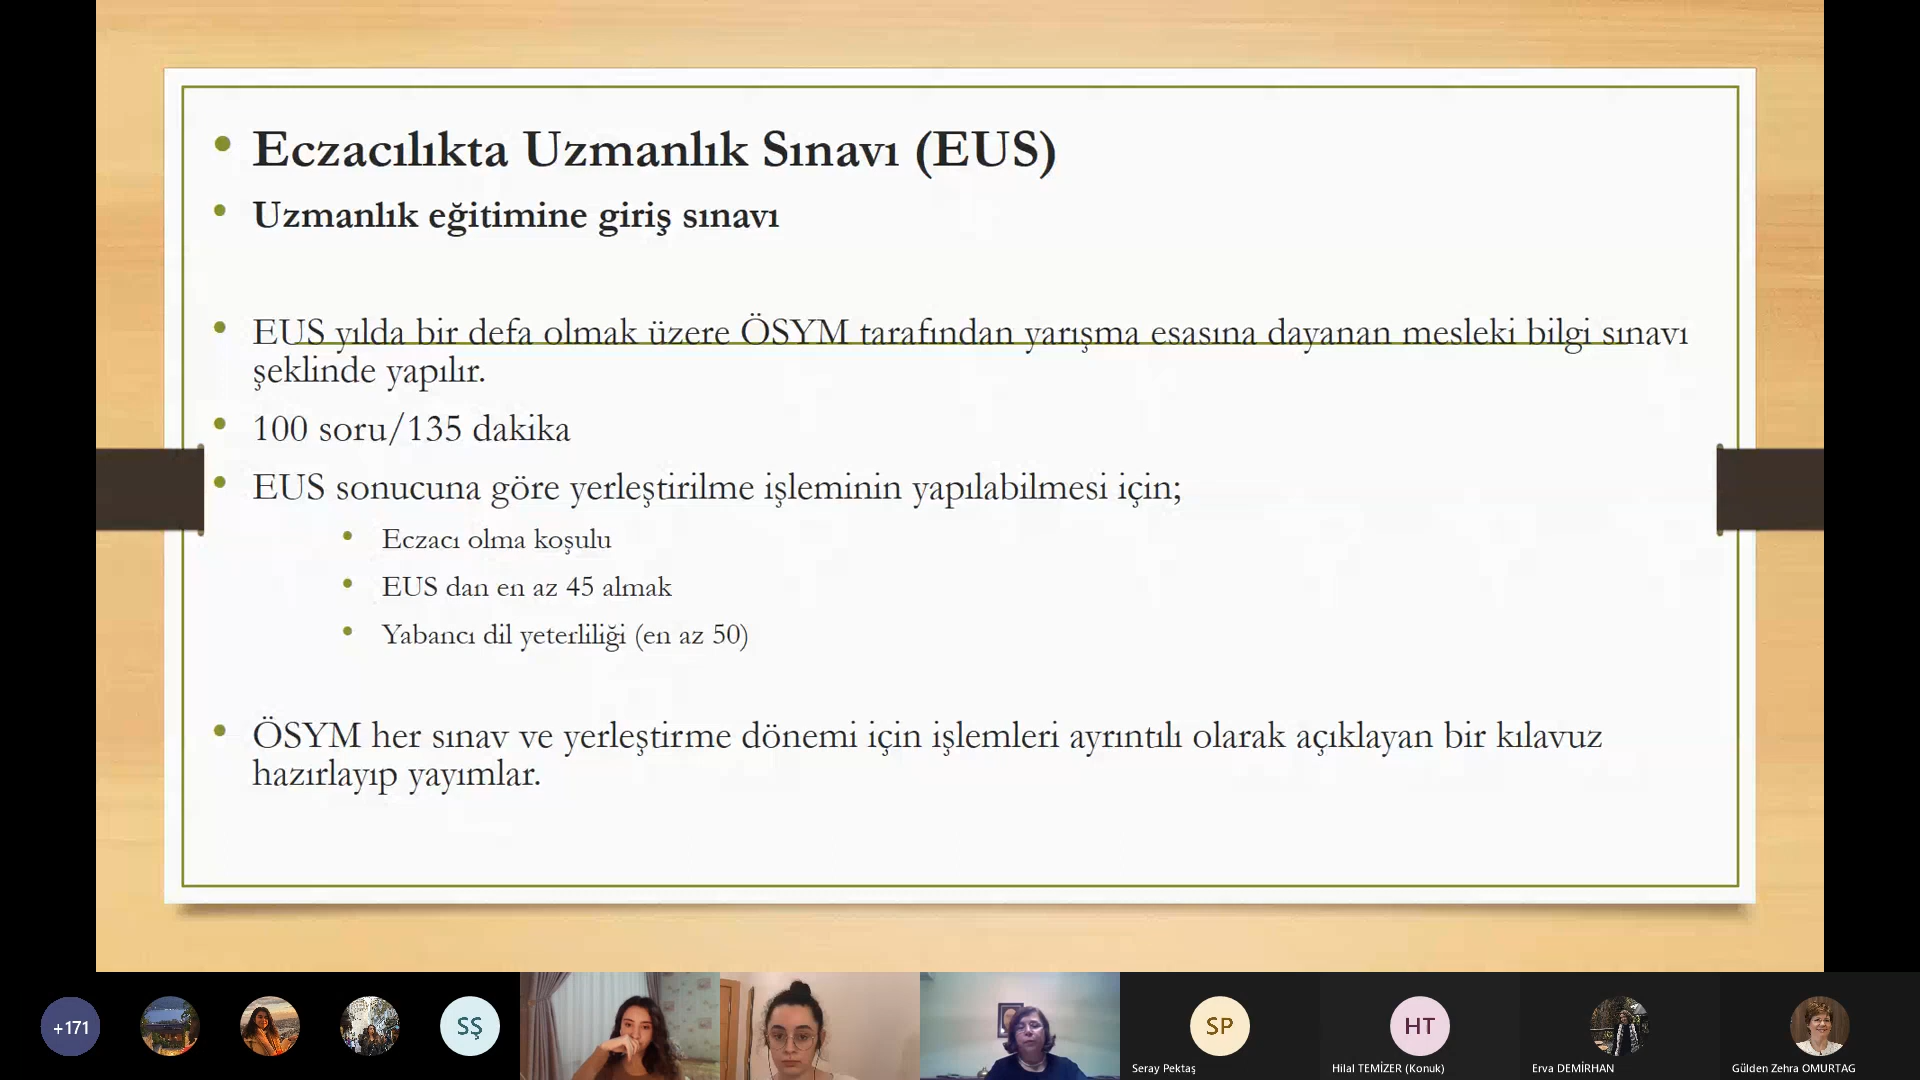 Eczacılıkta Uzmanlık Sınavı (EUS)
Uzmanlık eğitimine giriş sınavı
EUS yılda bir defa olmak üzere ÖSYM tarafından yarışma esasına dayanan mesleki bilgi sınavı
şeklinde yapılır.
100 soru/135 dakika
EUS sonucuna göre yerleştirilme işleminin yapılabilmesi için;
Eczacı olma koşulu
EUS dan en az 45 almak
Yabancı dil yeterliliği (en az 50)
ÖSYM her sınav ve yerleştirme dönemi için işlemleri ayrıntılı olarak açıklayan bir kılavuz
hazırlayıp yayımlar.
+171
SŞ
SP
HT
Seray Pektaş
Hilal TEMİZER (Konuk)
Erva DEMİRHAN
Gülden Zehra OMURTAG